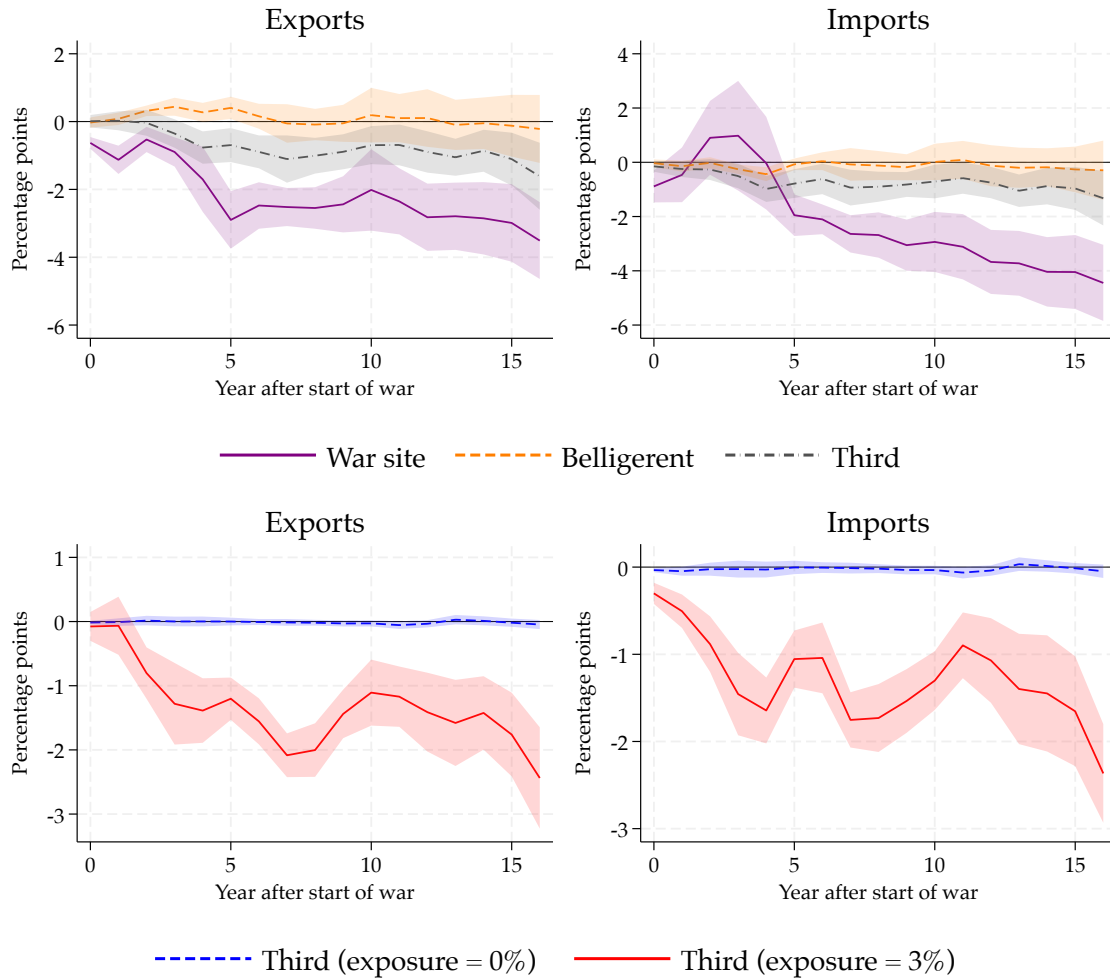 Exports
Imports
Percentage points
2
0
-2
-4
-6
0
5
10
15
Year after start of war
Percentage points
4
2
0
-2
-4
-6
0
5
10
15
Year after start of war
War site
Belligerent
Third
Exports
Imports
Percentage points
1
0
-1
-2
-3
0
5
10
15
Year after start of war
Percentage points
0
-1
-2
-3
0
5
10
15
Year after start of war
Third (exposure = 0%)
Third (exposure = 3%)